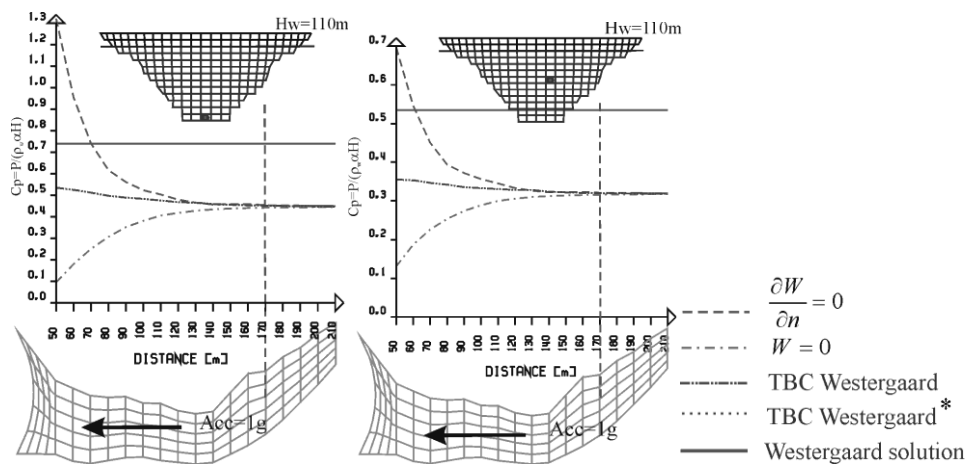 Hw=110m
1.3
1.2
1.1
1.0
0.9
0.8
0.7
0.6
0.5
0.4
0.3
0.2
0.1
0.0
Cp=P/(ρwαH)
50 60 70 80 90 100 110 120 130 140 150 160 170 180 190 200 210
DISTANCE [m]
Acc=1g
Hw=110m
0.7
0.6
0.5
0.4
0.3
0.2
0.1
0.0
Cp=P/(ρwαH)
50 60 70 80 90 100 110 120 130 140 150 160 170 180 190 200 210
DISTANCE [m]
Acc=1g
∂W/∂n = 0
W = 0
TBC Westergaard
TBC Westergaard*
Westergaard solution